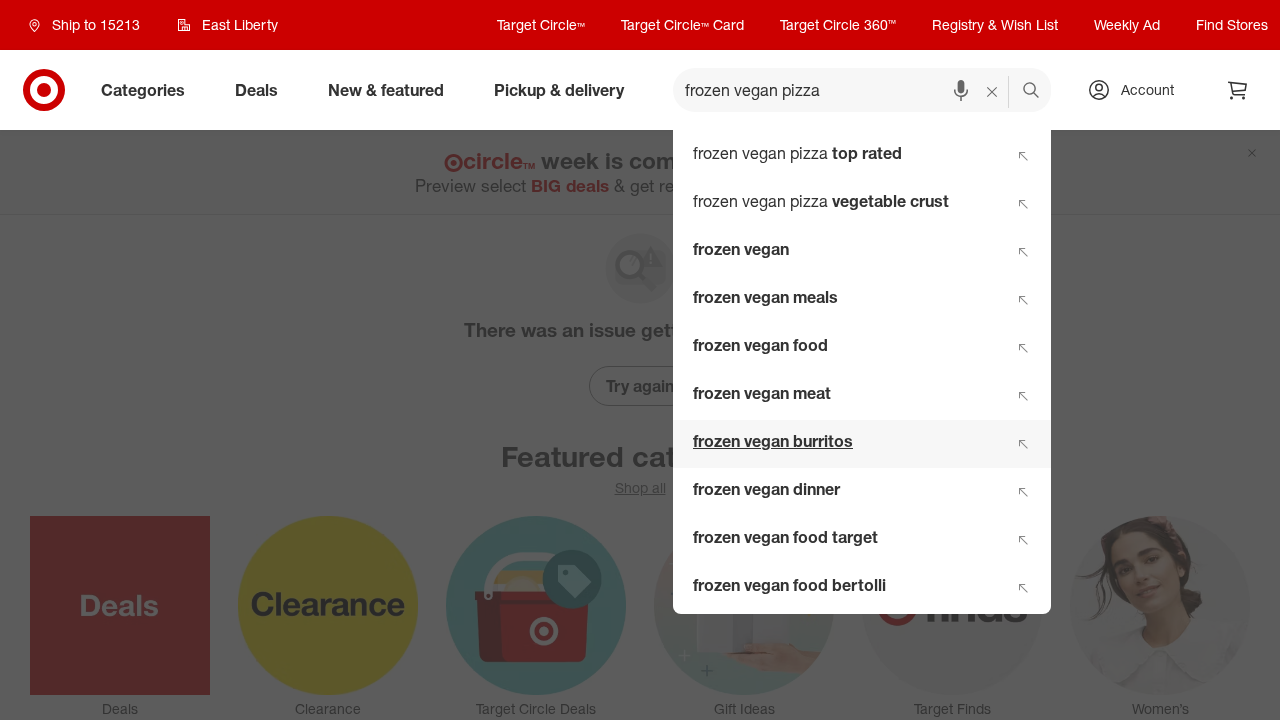 Ship to 15213
East Liberty
Target Circle™
Target Circle™ Card
Target Circle 360™
Registry & Wish List
Weekly Ad
Find Stores
Categories
Deals
New & featured
Pickup & delivery
frozen vegan pizza
Account
circle™ week is com
Preview select BIG deals & get re
There was an issue get
Try again
Featured cat
Shop all
frozen vegan pizza top rated
frozen vegan pizza vegetable crust
frozen vegan
frozen vegan meals
frozen vegan food
frozen vegan meat
frozen vegan burritos
frozen vegan dinner
frozen vegan food target
frozen vegan food bertolli
Deals
Clearance
finds
Deals
Clearance
Target Circle Deals
Gift Ideas
Target Finds
Women's